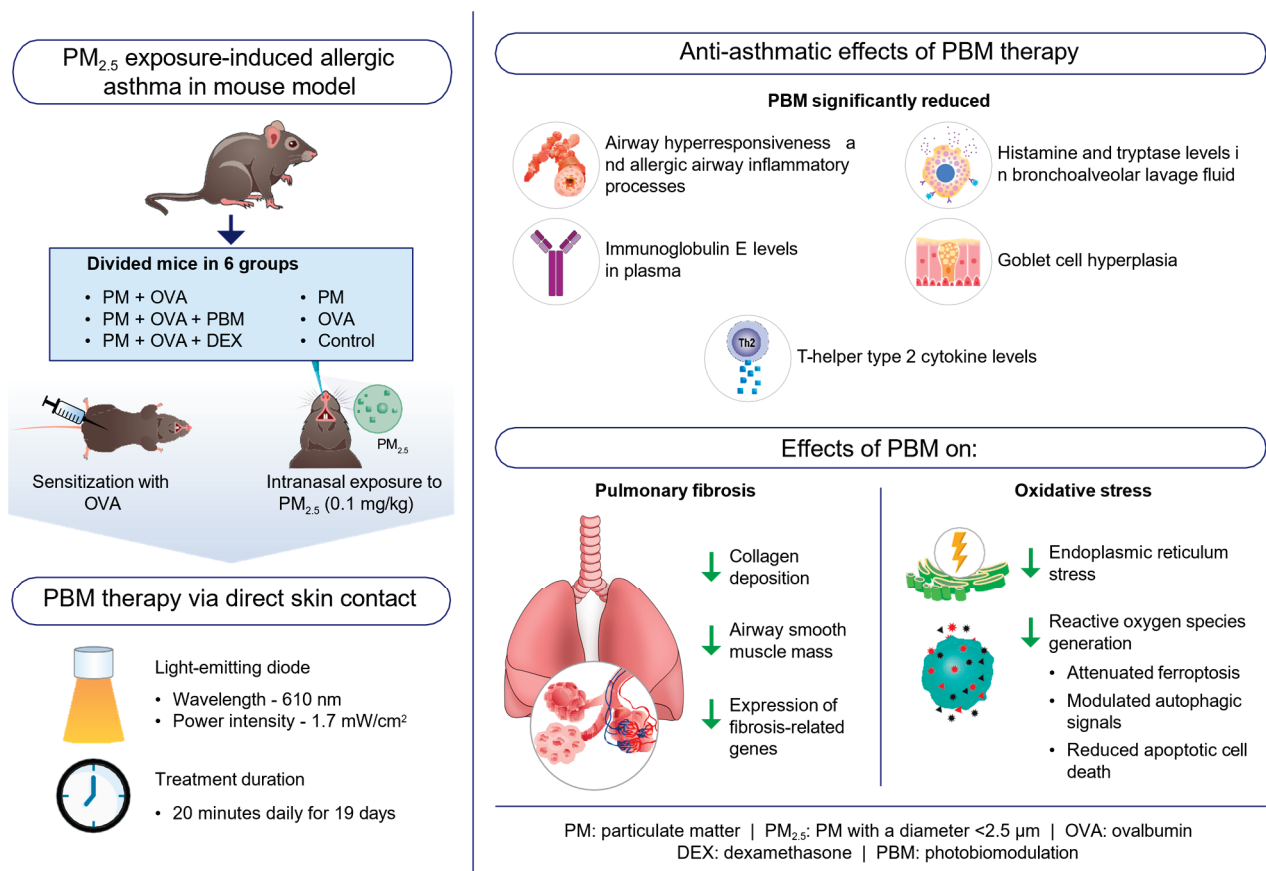 PM2.5 exposure-induced allergic
asthma in mouse model
Divided mice in 6 groups
• PM + OVA
• PM + OVA + PBM
• PM + OVA + DEX
• PM
• OVA
• Control
PM2.5
Sensitization with
OVA
Intranasal exposure to
PM2.5 (0.1 mg/kg)
PBM therapy via direct skin contact
Light-emitting diode
• Wavelength - 610 nm
• Power intensity - 1.7 mW/cm²
Treatment duration
• 20 minutes daily for 19 days
Anti-asthmatic effects of PBM therapy
PBM significantly reduced
Airway hyperresponsiveness a
nd allergic airway inflammatory
processes
Histamine and tryptase levels i
n bronchoalveolar lavage fluid
Immunoglobulin E levels
in plasma
Goblet cell hyperplasia
Th2
T-helper type 2 cytokine levels
Effects of PBM on:
Pulmonary fibrosis
Collagen
deposition
Airway smooth
muscle mass
Expression of
fibrosis-related
genes
Oxidative stress
Endoplasmic reticulum
stress
Reactive oxygen species
generation
• Attenuated ferroptosis
• Modulated autophagic
signals
• Reduced apoptotic cell
death
PM: particulate matter | PM2.5: PM with a diameter <2.5 µm | OVA: ovalbumin
DEX: dexamethasone | PBM: photobiomodulation